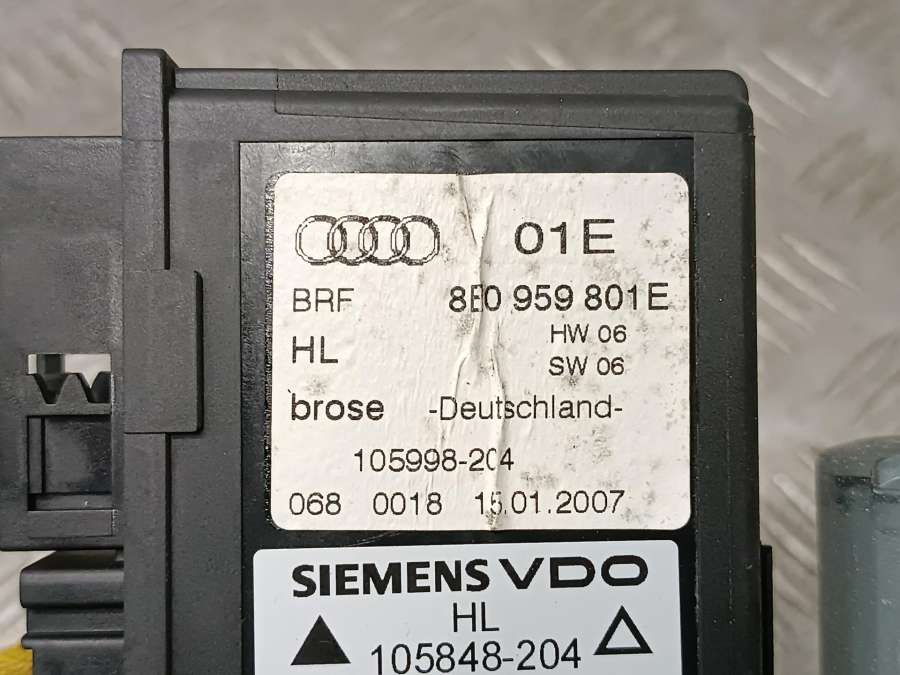 01E
BRF 8E0 959 801E
HL HW 06
SW 06
brose -Deutschland-
105998-204
068 0018 15.01.2007
SIEMENS VDO
HL
105848-204